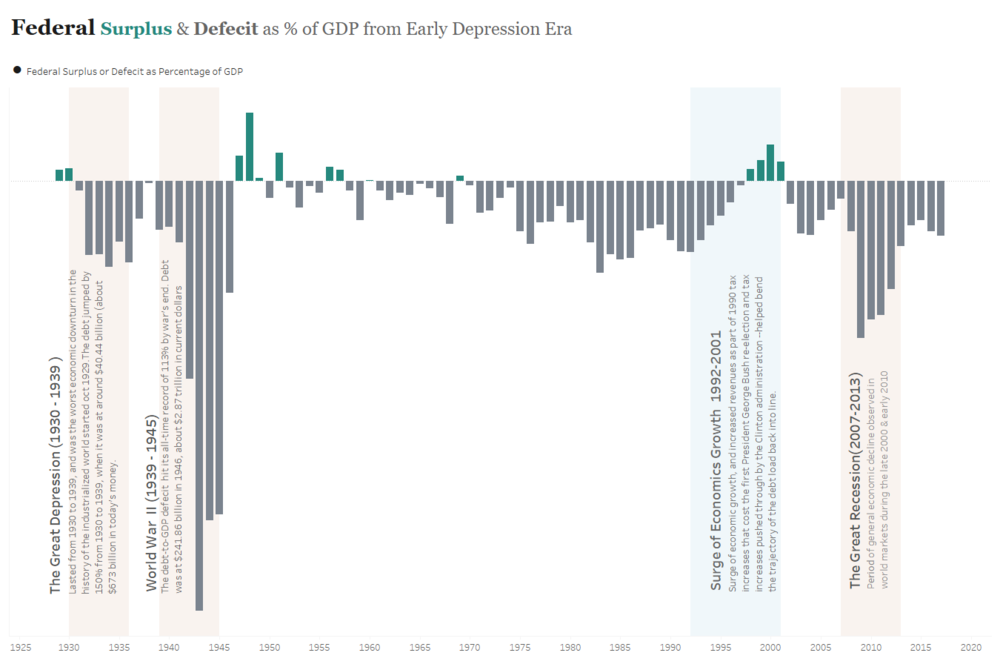 Federal Surplus & Defecit as % of GDP from Early Depression Era
Federal Surplus or Defecit as Percentage of GDP
The Great Depression (1930 - 1939 )
Lasted from 1930 to 1939, and was the worst economic downturn in the
history of the industrialized world started oct 1929. The debt jumped by
150% from 1930 to 1939, when it was at around $40.44 billion (about
$673 billion in today's money.
World War II (1939 - 1945)
The debt-to-GDP defecit hit its all-time record of 113% by war's end. Debt
was at $241.86 billion in 1946, about $2.87 trillion in current dollars
Surge of Economics Growth 1992-2001
Surge of economic growth, and increased revenues as part of 1990 tax
increases that cost the first President George Bush re-election and tax
increases pushed through by the Clinton administration --helped bend
the trajectory of the debt load back into line.
The Great Recession(2007-2013)
Period of general economic decline observed in
world markets during the late 2000 & early 2010
1925 1930 1935 1940 1945 1950 1955 1960 1965 1970 1975 1980 1985 1990 1995 2000 2005 2010 2015 2020